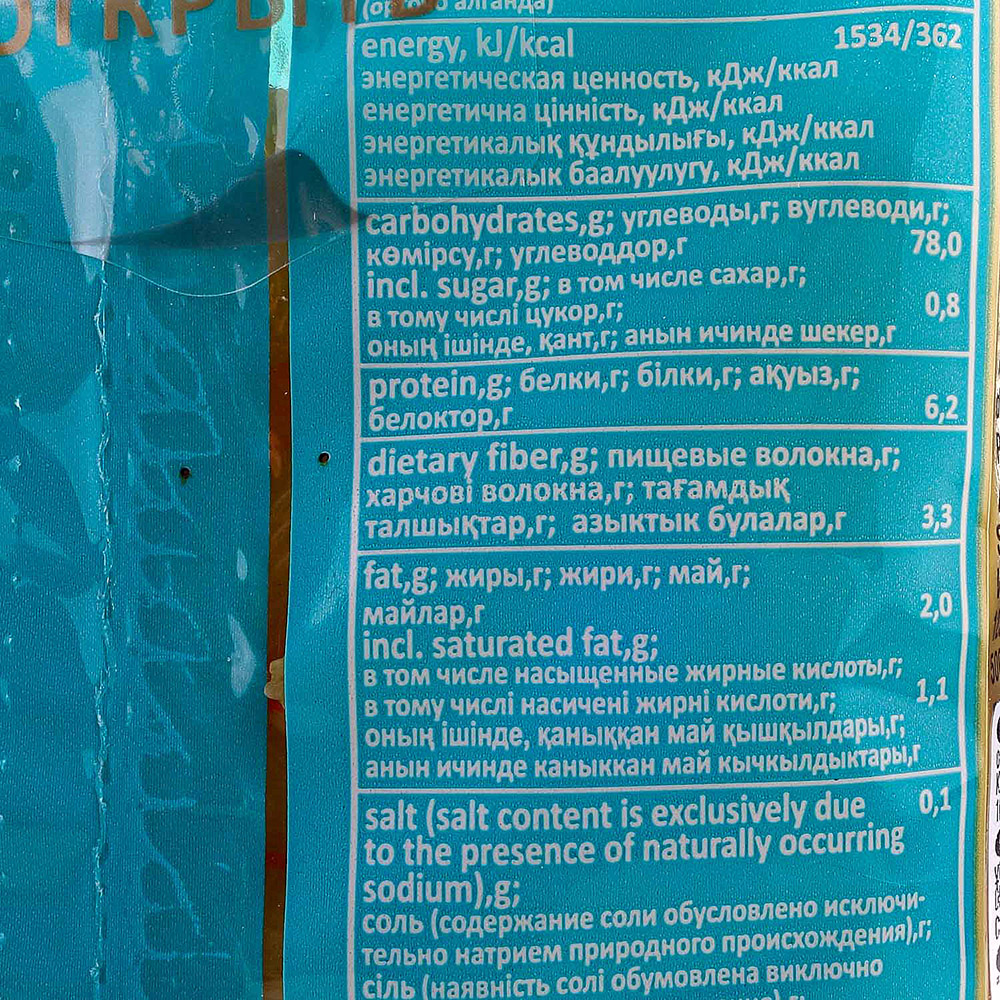 ОТКРЫТЬ
(орточо алганда)
energy, kJ/kcal 1534/362
энергетическая ценность, кДж/ккал
енергетична цінність, кДж/ккал
энергетикалық құндылығы, кДж/ккал
энергетикалык баалуулугу, кДж/ккал
carbohydrates,g; углеводы,г; вуглеводи,г;
көмірсу,г; углеводдор,г 78,0
incl. sugar,g; в том числе сахар,г;
в тому числі цукор,г; 0,8
оның ішінде, қант,г; анын ичинде шекер,г
protein,g; белки,г; білки,г; ақуыз,г;
белоктор,г 6,2
dietary fiber,g; пищевые волокна,г;
харчові волокна,г; тағамдық
талшықтар,г; азыктык булалар,г 3,3
fat,g; жиры,г; жири,г; май,г;
майлар,г 2,0
incl. saturated fat,g;
в том числе насыщенные жирные кислоты,г;
в тому числі насичені жирні кислоти,г; 1,1
оның ішінде, қаныққан май қышқылдары,г;
анын ичинде каныккан май кычкылдыктары,г
salt (salt content is exclusively due 0,1
to the presence of naturally occurring
sodium),g;
соль (содержание соли обусловлено исключи-
тельно натрием природного происхождения),г;
сіль (наявність солі обумовлена виключно